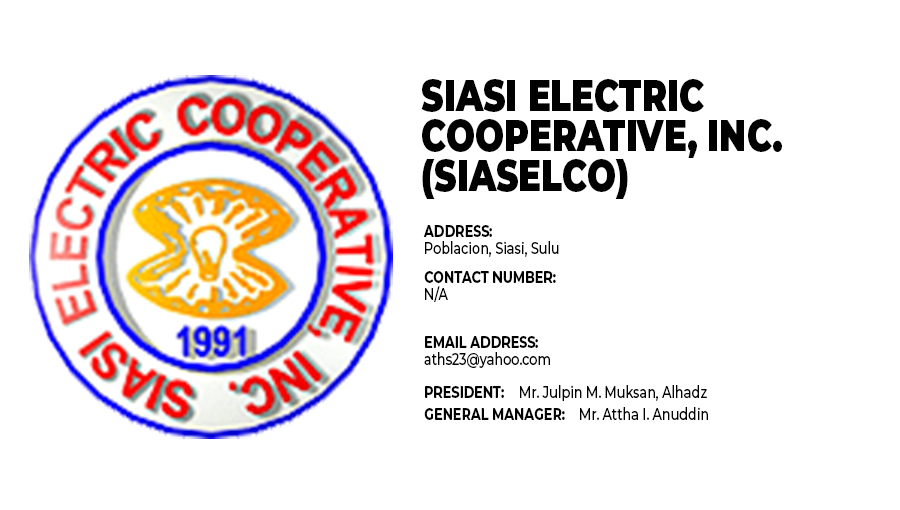 SIASI ELECTRIC COOPERATIVE, INC.
1991
SIASI ELECTRIC
COOPERATIVE, INC.
(SIASELCO)
ADDRESS:
Poblacion, Siasi, Sulu
CONTACT NUMBER:
N/A
EMAIL ADDRESS:
aths23@yahoo.com
PRESIDENT: Mr. Julpin M. Muksan, Alhadz
GENERAL MANAGER: Mr. Attha I. Anuddin